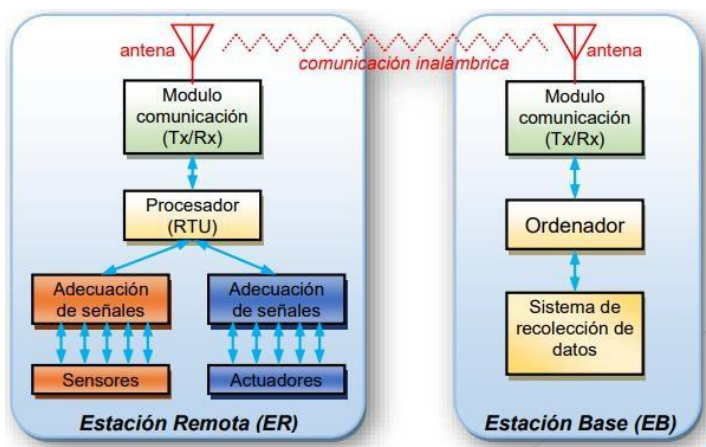 antena
comunicación inalámbrica
antena
Modulo
comunicación
(Tx/Rx)
Procesador
(RTU)
Adecuación
de señales
Adecuación
de señales
Sensores
Actuadores
Estación Remota (ER)
Modulo
comunicación
(Tx/Rx)
Ordenador
Sistema de
recolección de
datos
Estación Base (EB)